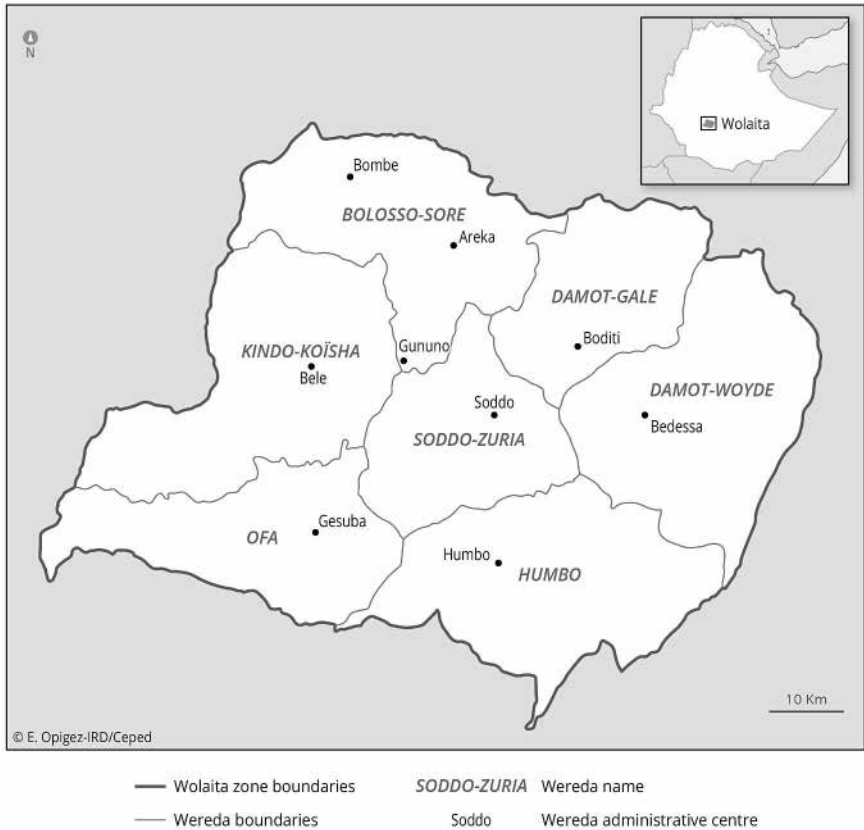 N
Wolaita
Bombe
BOLOSSO-SORE
Areka
DAMOT-GALE
Gununo
Boditi
KINDO-KOÏSHA
Bele
DAMOT-WOYDE
Soddo
Bedessa
SODDO-ZURIA
Gesuba
OFA
Humbo
HUMBO
10 Km
© E. Opigez-IRD/Ceped
Wolaita zone boundaries
SODDO-ZURIA Wereda name
Wereda boundaries
Soddo Wereda administrative centre